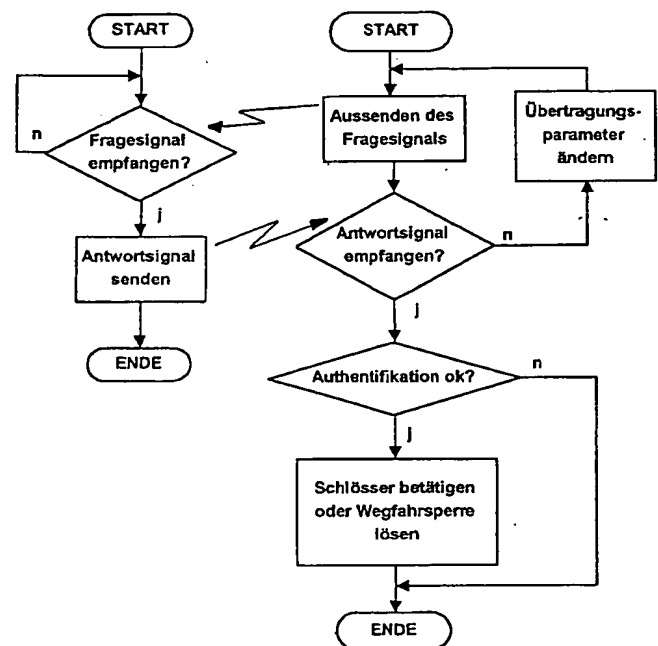 START
n
Fragesignal
empfangen?
j
Antwortsignal
senden
ENDE
START
Aussenden des
Fragesignals
Übertragungs-
parameter
ändern
Antwortsignal
empfangen?
n
j
Authentifikation ok?
n
j
Schlösser betätigen
oder Wegfahrsperre
lösen
ENDE